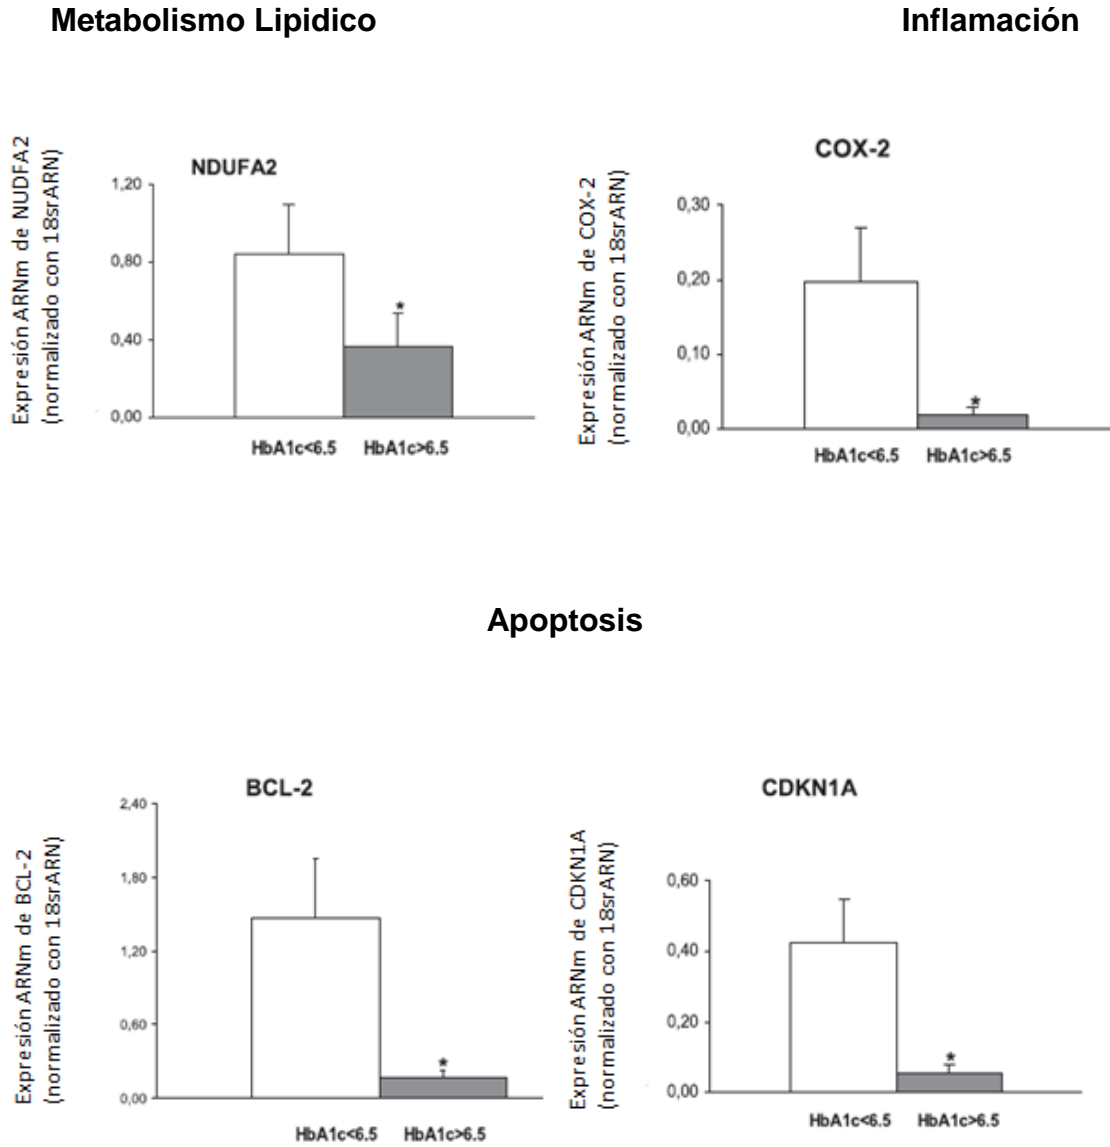 Metabolismo Lipidico
Inflamación
NDUFA2
Expresión ARNm de NUDFA2
(normalizado con 18srARN)
1,20
0,80
0,40
0,00
*
HbA1c<6.5 HbA1c>6.5
COX-2
Expresión ARNm de COX-2
(normalizado con 18srARN)
0,30
0,20
0,10
0,00
*
HbA1c<6.5 HbA1c>6.5
Apoptosis
BCL-2
Expresión ARNm de BCL-2
(normalizado con 18srARN)
2,40
1,80
1,20
0,60
0,00
*
HbA1c<6.5 HbA1c>6.5
CDKN1A
Expresión ARNm de CDKN1A
(normalizado con 18srARN)
0,60
0,40
0,20
0,00
*
HbA1c<6.5 HbA1c>6.5